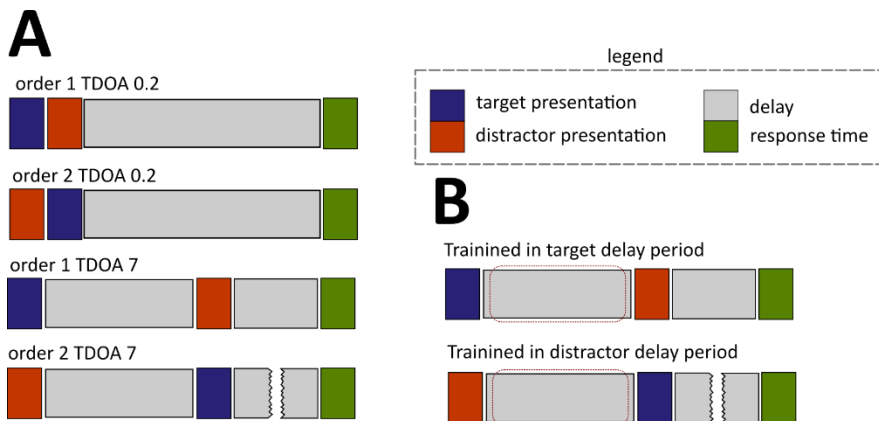 A
order 1 TDOA 0.2
order 2 TDOA 0.2
order 1 TDOA 7
order 2 TDOA 7
legend
target presentation
distractor presentation
delay
response time
B
Trainined in target delay period
Trainined in distractor delay period